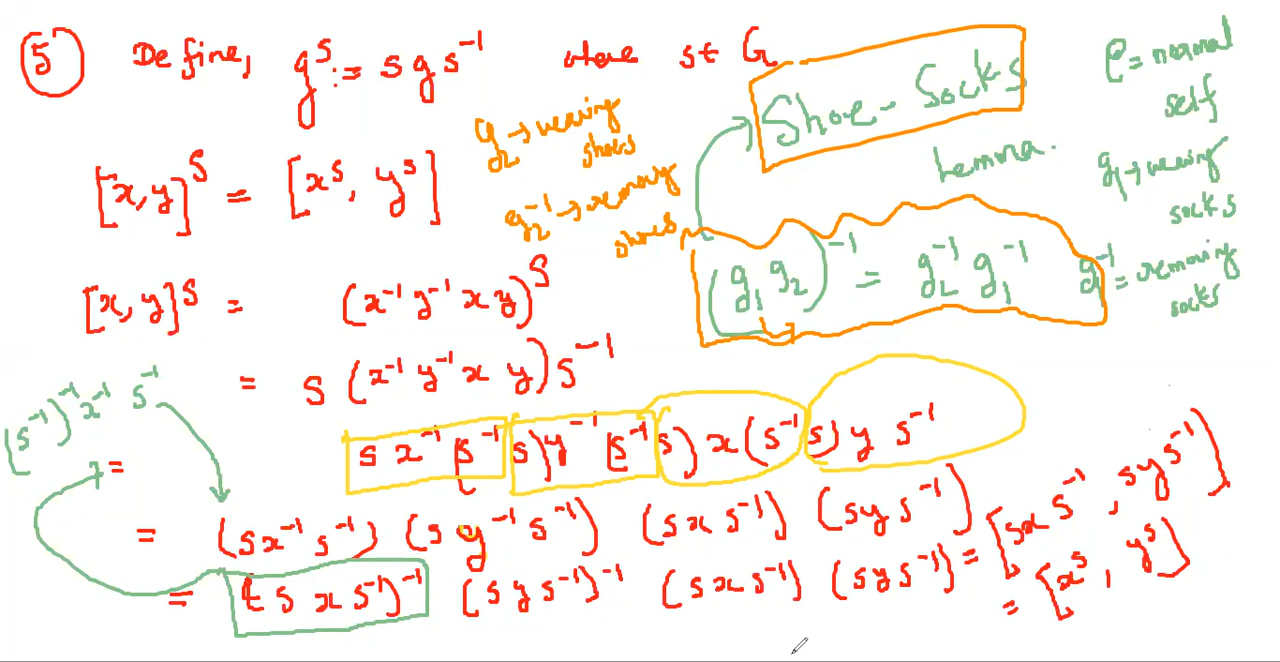 ⑤ Define, g^s := s g s^-1 where s ∈ G
[x, y]^s = [x^s, y^s]
[x, y]^s = (x^-1 y^-1 x y)^s
= s (x^-1 y^-1 x y) s^-1
= s x^-1 (s^-1 s) y^-1 (s^-1 s) x (s^-1 s) y s^-1
= (s x^-1 s^-1) (s y^-1 s^-1) (s x s^-1) (s y s^-1)
= (s x s^-1)^-1 (s y s^-1)^-1 (s x s^-1) (s y s^-1) = [s x s^-1, s y s^-1]
= [x^s, y^s]
(s^-1)^-1 x^-1 s^-1
g2 → wearing
shoes
g2^-1 → removing
shoes
Shoe - Socks
Lemma.
(g1 g2)^-1 = g2^-1 g1^-1
e = normal
self
g1 → wearing
socks
g1^-1 = removing
socks